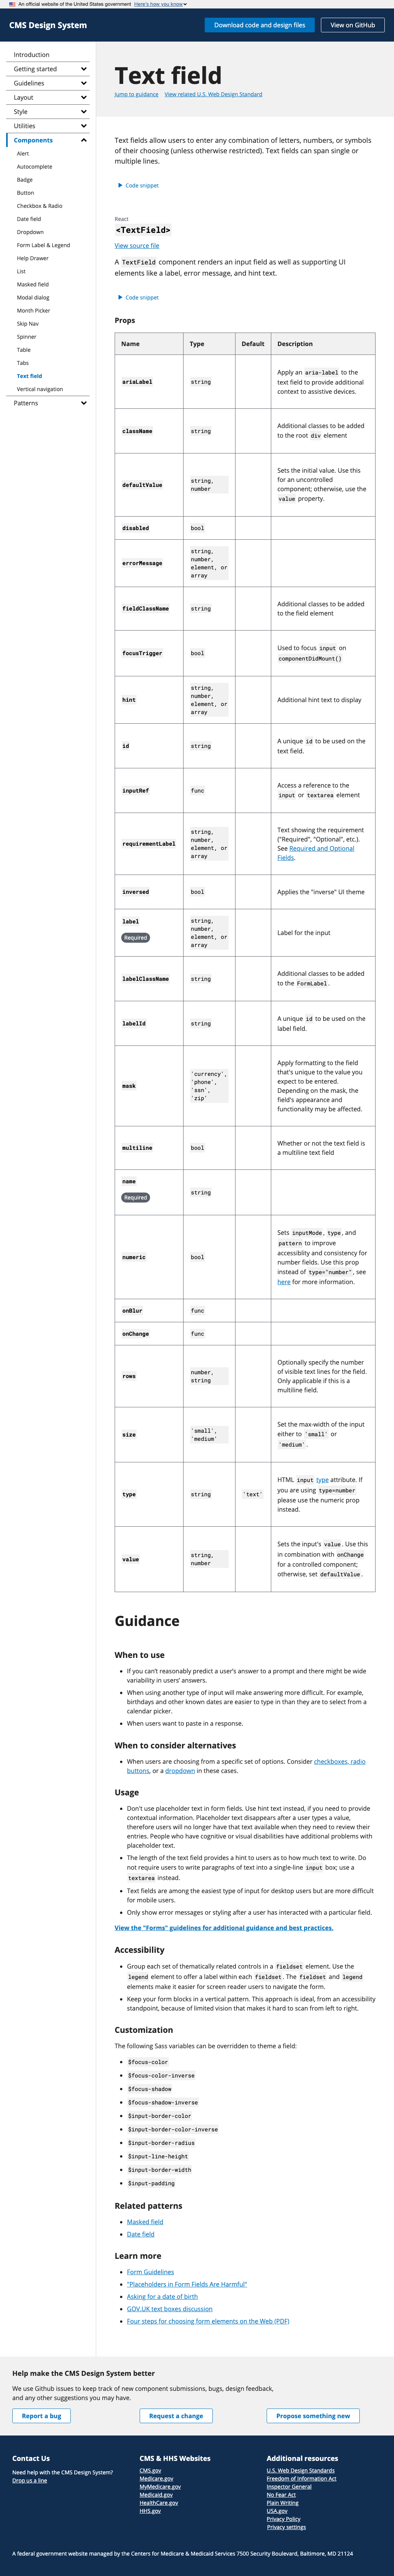 An official website of the United States government Here's how you know
CMS Design System
Download code and design files
View on GitHub
Introduction
Getting started
Guidelines
Layout
Style
Utilities
Components
Alert
Autocomplete
Badge
Button
Checkbox & Radio
Date field
Dropdown
Form Label & Legend
Help Drawer
List
Masked field
Modal dialog
Month Picker
Skip Nav
Spinner
Table
Tabs
Text field
Vertical navigation
Patterns
Text field
Jump to guidance View related U.S. Web Design Standard
Text fields allow users to enter any combination of letters, numbers, or symbols
of their choosing (unless otherwise restricted). Text fields can span single or
multiple lines.
Code snippet
React
<TextField>
View source file
A TextField component renders an input field as well as supporting UI
elements like a label, error message, and hint text.
Code snippet
Props
Name Type Default Description
ariaLabel string Apply an aria-label to the
text field to provide additional
context to assistive devices.
className string Additional classes to be added
to the root div element
defaultValue string,
number
Sets the initial value. Use this
for an uncontrolled
component; otherwise, use the
value property.
disabled bool
errorMessage string,
number,
element, or
array
fieldClassName string Additional classes to be added
to the field element
focusTrigger bool Used to focus input on
componentDidMount()
hint string,
number,
element, or
array
Additional hint text to display
id string A unique id to be used on the
text field.
inputRef func Access a reference to the
input or textarea element
requirementLabel string,
number,
element, or
array
Text showing the requirement
("Required", "Optional", etc.).
See Required and Optional
Fields.
inversed bool Applies the "inverse" UI theme
label
Required
string,
number,
element, or
array
Label for the input
labelClassName string Additional classes to be added
to the FormLabel.
labelId string A unique id to be used on the
label field.
mask 'currency',
'phone',
'ssn',
'zip'
Apply formatting to the field
that's unique to the value you
expect to be entered.
Depending on the mask, the
field's appearance and
functionality may be affected.
multiline bool Whether or not the text field is
a multiline text field
name
Required
string
numeric bool Sets inputMode, type, and
pattern to improve
accessiblity and consistency for
number fields. Use this prop
instead of type="number", see
here for more information.
onBlur func
onChange func
rows number,
string
Optionally specify the number
of visible text lines for the field.
Only applicable if this is a
multiline field.
size 'small',
'medium'
Set the max-width of the input
either to 'small' or
'medium'.
type string 'text' HTML input type attribute. If
you are using type=number
please use the numeric prop
instead.
value string,
number
Sets the input's value. Use this
in combination with onChange
for a controlled component;
otherwise, set defaultValue.
Guidance
When to use
If you can't reasonably predict a user's answer to a prompt and there might be wide
variability in users' answers.
When using another type of input will make answering more difficult. For example,
birthdays and other known dates are easier to type in than they are to select from a
calendar picker.
When users want to paste in a response.
When to consider alternatives
When users are choosing from a specific set of options. Consider checkboxes, radio
buttons, or a dropdown in these cases.
Usage
Don't use placeholder text in form fields. Use hint text instead, if you need to provide
contextual information. Placeholder text disappears after a user types a value,
therefore users will no longer have that text available when they need to review their
entries. People who have cognitive or visual disabilities have additional problems with
placeholder text.
The length of the text field provides a hint to users as to how much text to write. Do
not require users to write paragraphs of text into a single-line input box; use a
textarea instead.
Text fields are among the easiest type of input for desktop users but are more difficult
for mobile users.
Only show error messages or styling after a user has interacted with a particular field.
View the "Forms" guidelines for additional guidance and best practices.
Accessibility
Group each set of thematically related controls in a fieldset element. Use the
legend element to offer a label within each fieldset. The fieldset and legend
elements make it easier for screen reader users to navigate the form.
Keep your form blocks in a vertical pattern. This approach is ideal, from an accessibility
standpoint, because of limited vision that makes it hard to scan from left to right.
Customization
The following Sass variables can be overridden to theme a field:
$focus-color
$focus-color-inverse
$focus-shadow
$focus-shadow-inverse
$input-border-color
$input-border-color-inverse
$input-border-radius
$input-line-height
$input-border-width
$input-padding
Related patterns
Masked field
Date field
Learn more
Form Guidelines
"Placeholders in Form Fields Are Harmful"
Asking for a date of birth
GOV.UK text boxes discussion
Four steps for choosing form elements on the Web (PDF)
Help make the CMS Design System better
We use Github issues to keep track of new component submissions, bugs, design feedback,
and any other suggestions you may have.
Report a bug
Request a change
Propose something new
Contact Us
Need help with the CMS Design System?
Drop us a line
CMS & HHS Websites
CMS.gov
Medicare.gov
MyMedicare.gov
Medicaid.gov
HealthCare.gov
HHS.gov
Additional resources
U.S. Web Design Standards
Freedom of Information Act
Inspector General
No Fear Act
Plain Writing
USA.gov
Privacy Policy
Privacy settings
A federal government website managed by the Centers for Medicare & Medicaid Services 7500 Security Boulevard, Baltimore, MD 21124